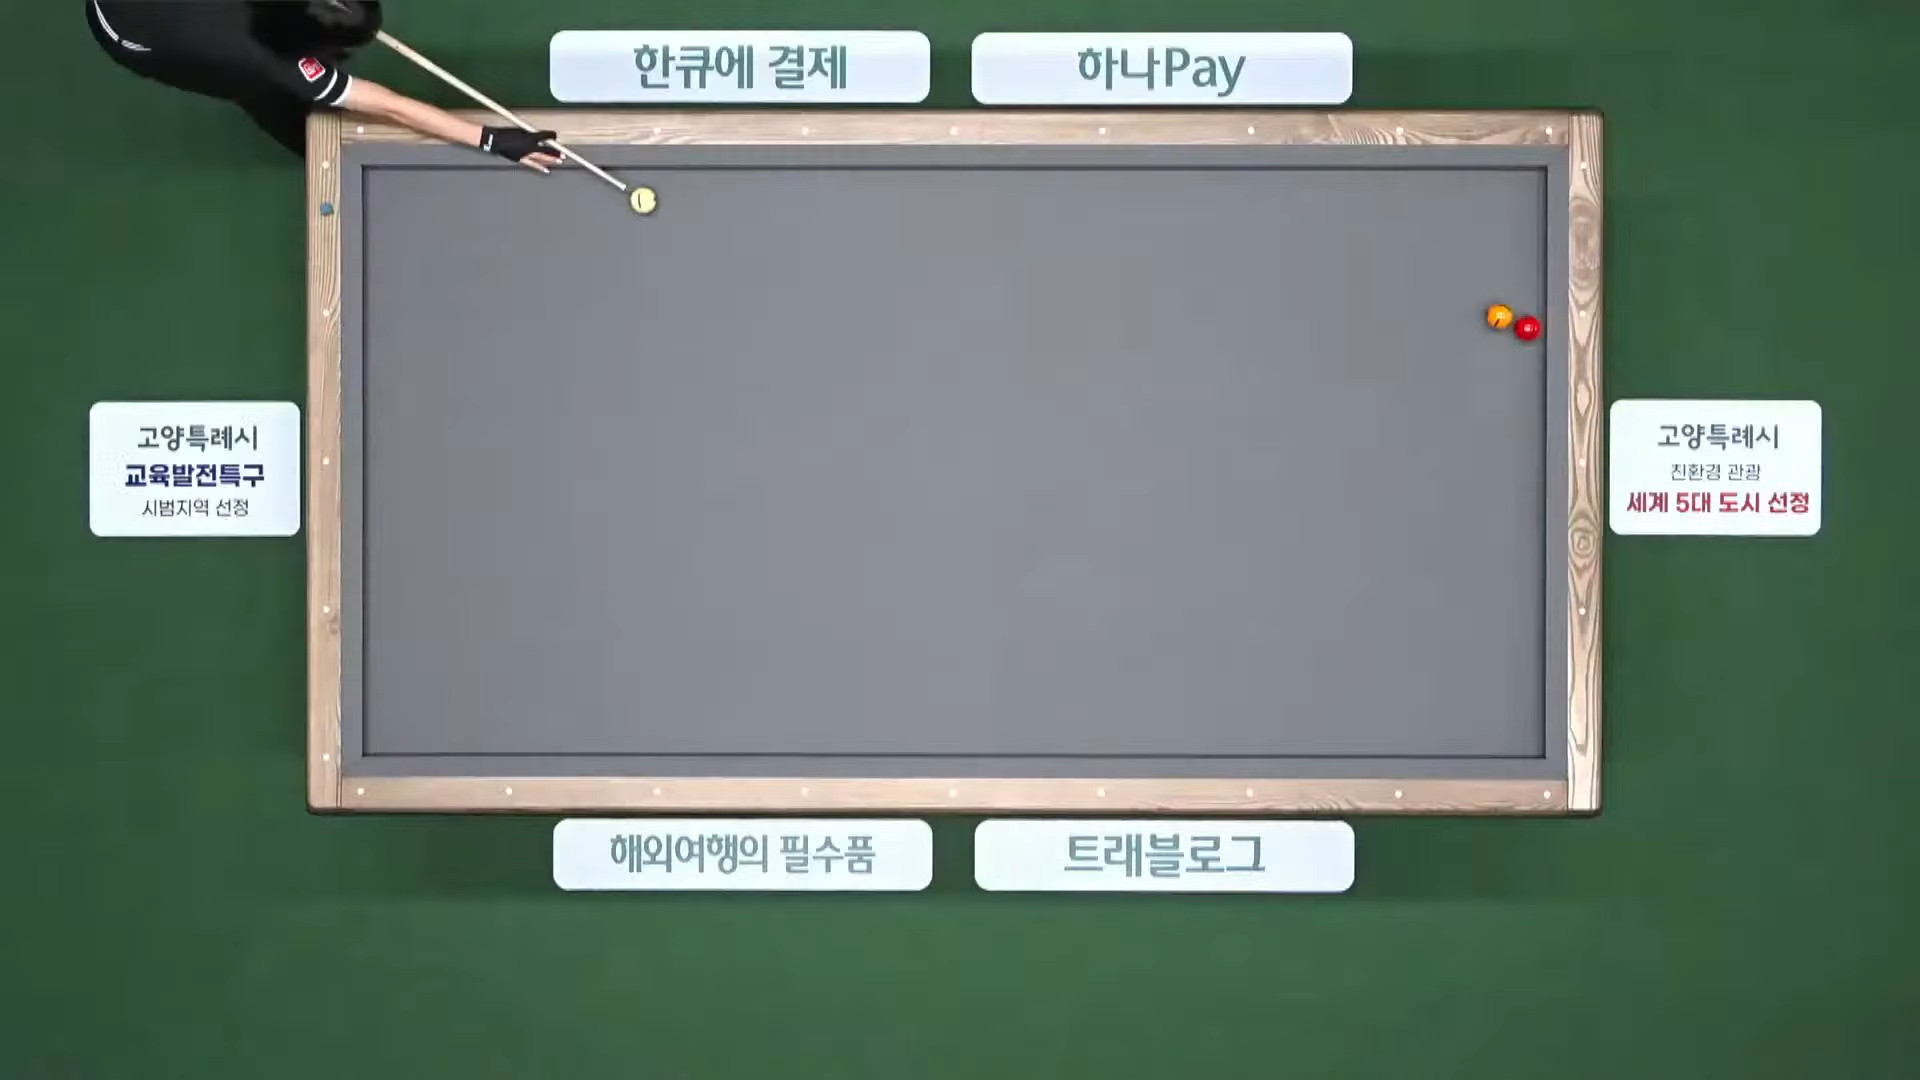 한큐에 결제
하나Pay
고양특례시
교육발전특구
시범지역 선정
고양특례시
친환경 관광
세계 5대 도시 선정
해외여행의 필수품
트래블로그